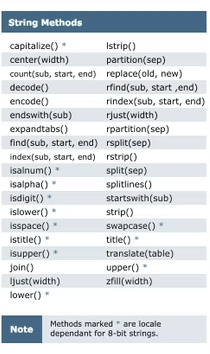 String Methods
capitalize() *
center(width)
count(sub, start, end)
decode()
encode()
endswith(sub)
expandtabs()
find(sub, start, end)
index(sub, start, end)
isalnum() *
isalpha() *
isdigit() *
islower() *
isspace() *
istitle() *
isupper() *
join()
ljust(width)
lower() *
lstrip()
partition(sep)
replace(old, new)
rfind(sub, start ,end)
rindex(sub, start, end)
rjust(width)
rpartition(sep)
rsplit(sep)
rstrip()
split(sep)
splitlines()
startswith(sub)
strip()
swapcase() *
title() *
translate(table)
upper() *
zfill(width)
Note
Methods marked * are locale
dependant for 8-bit strings.